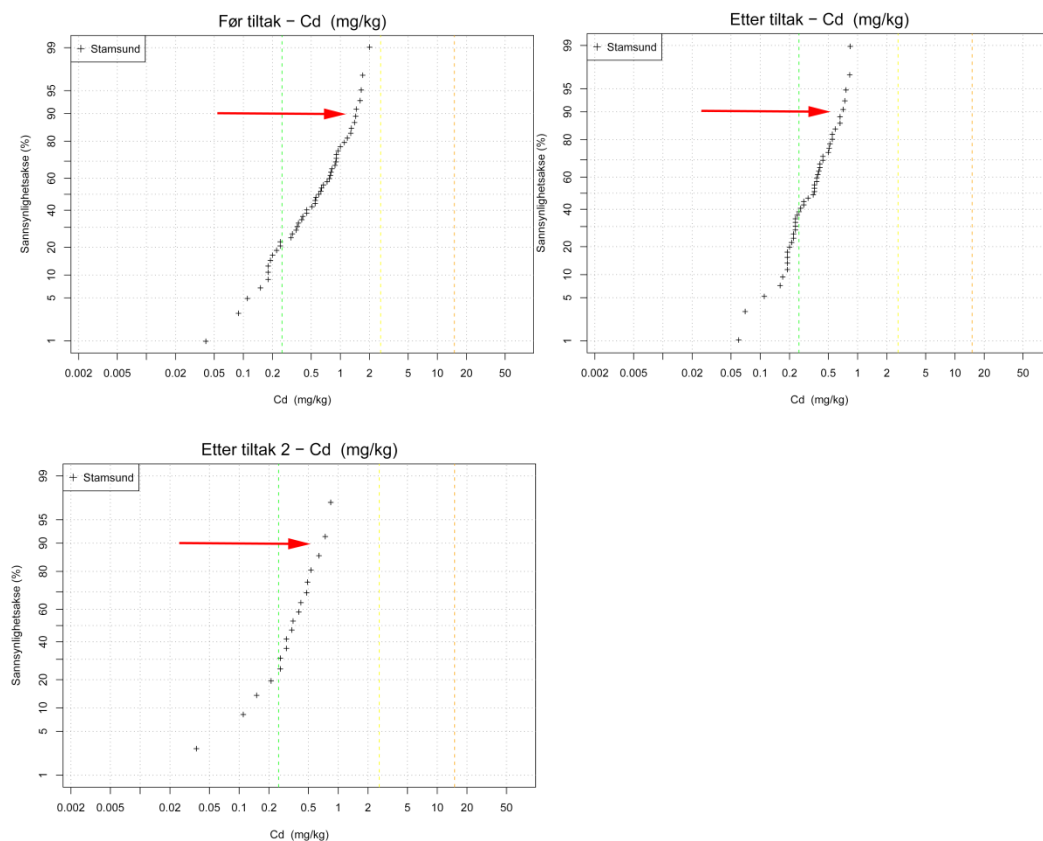 Før tiltak − Cd  (mg/kg)
+ Stamsund
Sannsynlighetsakse (%)
99
95
90
80
60
40
20
10
5
1
0.002 0.005 0.02 0.05 0.1 0.2 0.5 1 2 5 10 20 50
Cd  (mg/kg)
Etter tiltak − Cd  (mg/kg)
+ Stamsund
Sannsynlighetsakse (%)
99
95
90
80
60
40
20
10
5
1
0.002 0.005 0.02 0.05 0.1 0.2 0.5 1 2 5 10 20 50
Cd  (mg/kg)
Etter tiltak 2 − Cd  (mg/kg)
+ Stamsund
Sannsynlighetsakse (%)
99
95
90
80
60
40
20
10
5
1
0.002 0.005 0.02 0.05 0.1 0.2 0.5 1 2 5 10 20 50
Cd  (mg/kg)